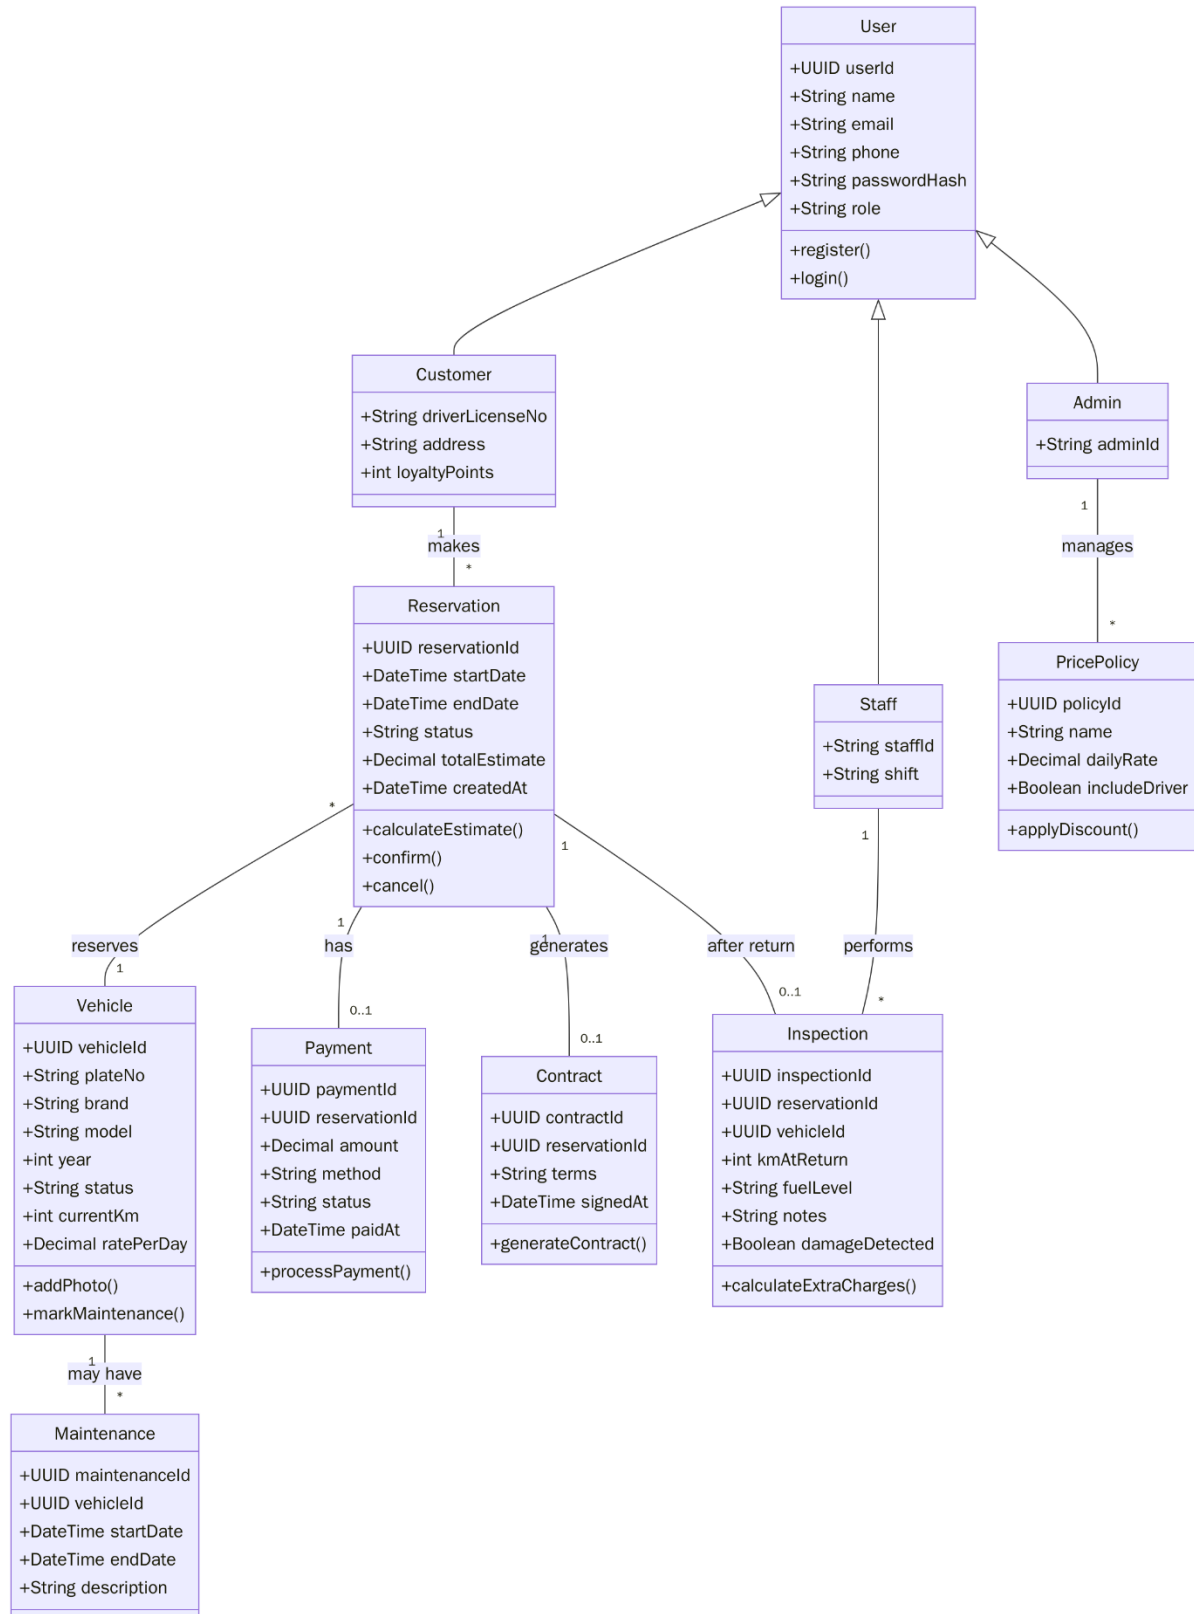 User
+UUID userId
+String name
+String email
+String phone
+String passwordHash
+String role
+register()
+login()
Customer
+String driverLicenseNo
+String address
+int loyaltyPoints
Admin
+String adminId
1
makes
*
1
manages
*
Reservation
+UUID reservationId
+DateTime startDate
+DateTime endDate
+String status
+Decimal totalEstimate
+DateTime createdAt
+calculateEstimate()
+confirm()
+cancel()
Staff
+String staffId
+String shift
PricePolicy
+UUID policyId
+String name
+Decimal dailyRate
+Boolean includeDriver
+applyDiscount()
*
reserves
1
1
has
0..1
1
generates
0..1
1
after return
0..1
1
performs
*
Vehicle
+UUID vehicleId
+String plateNo
+String brand
+String model
+int year
+String status
+int currentKm
+Decimal ratePerDay
+addPhoto()
+markMaintenance()
Payment
+UUID paymentId
+UUID reservationId
+Decimal amount
+String method
+String status
+DateTime paidAt
+processPayment()
Contract
+UUID contractId
+UUID reservationId
+String terms
+DateTime signedAt
+generateContract()
Inspection
+UUID inspectionId
+UUID reservationId
+UUID vehicleId
+int kmAtReturn
+String fuelLevel
+String notes
+Boolean damageDetected
+calculateExtraCharges()
1
may have
*
Maintenance
+UUID maintenanceId
+UUID vehicleId
+DateTime startDate
+DateTime endDate
+String description